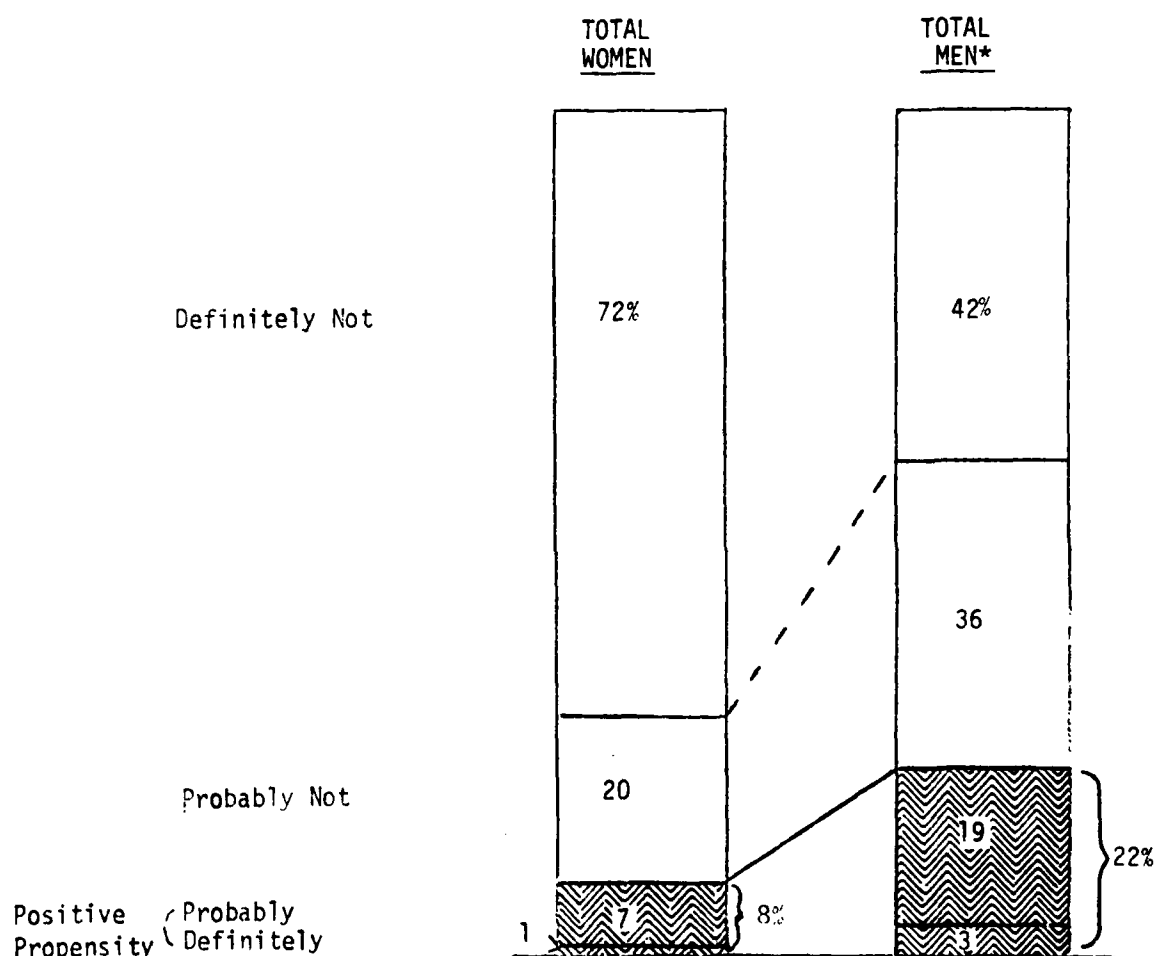 TOTAL WOMEN
TOTAL MEN*
Definitely Not
72%
42%
36
Probably Not
20
19
22%
Positive Propensity
Probably
Definitely
7
8%
1
3